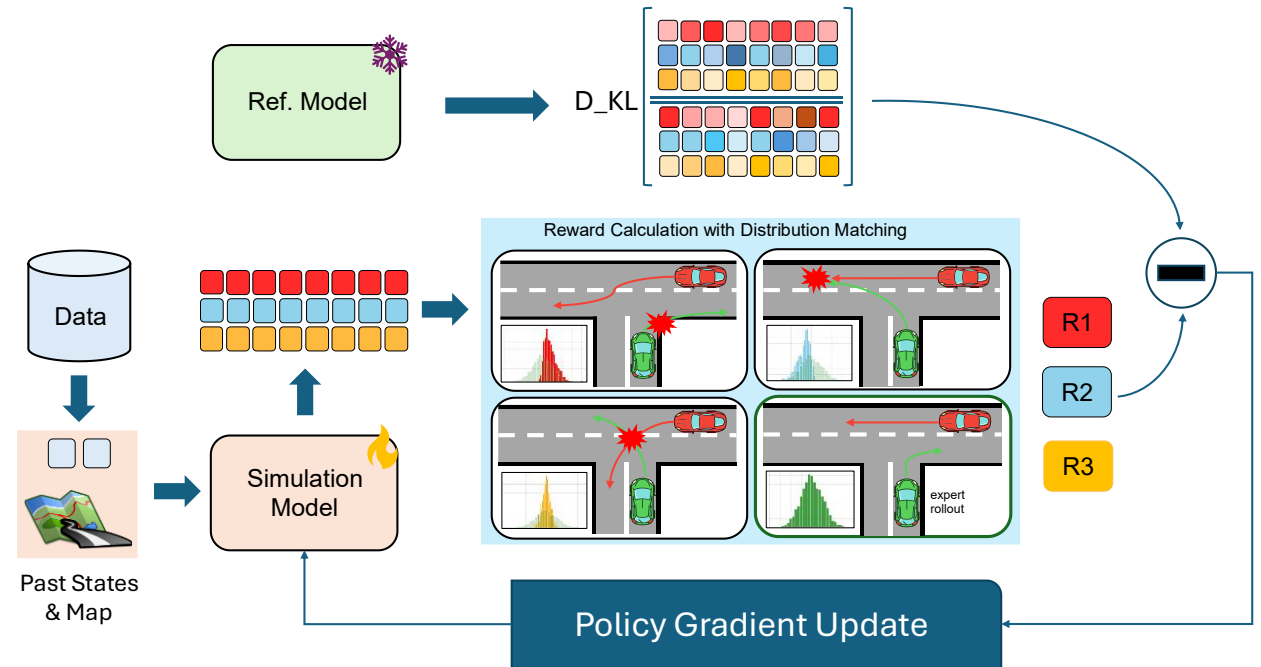 Ref. Model
D_KL
Reward Calculation with Distribution Matching
Data
R1
R2
R3
Simulation
Model
expert
rollout
Past States
& Map
Policy Gradient Update